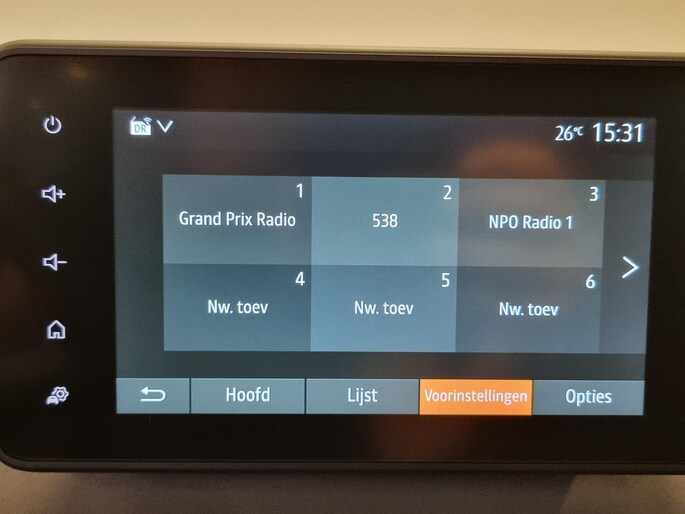 DR
26°C 15:31
1
Grand Prix Radio
2
538
3
NPO Radio 1
4
Nw. toev
5
Nw. toev
6
Nw. toev
Hoofd
Lijst
Voorinstellingen
Opties